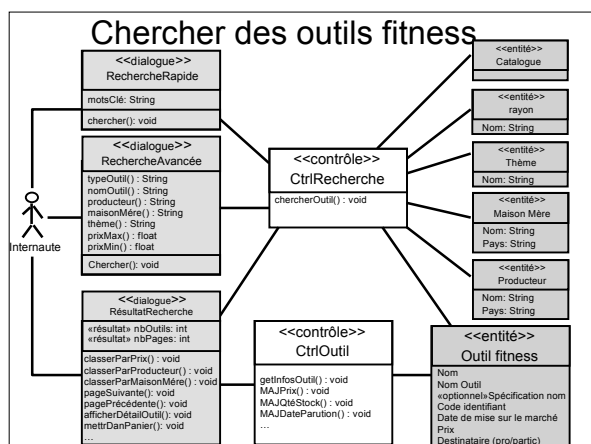 Chercher des outils fitness
<<dialogue>>
RechercheRapide
motsClé: String
chercher(): void
<<dialogue>>
RechercheAvancée
typeOutil() : String
nomOutil() : String
producteur() : String
maisonMére() : String
thème() : String
prixMax() : float
prixMin() : float
Chercher(): void
Internaute
<<dialogue>>
RésultatRecherche
«résultat» nbOutils: int
«résultat» nbPages: int
classerParPrix() : void
classerParProducteur() : void
classerParMaisonMére() : void
pageSuivante() : void
pagePrécédente() : void
afficherDétailOutil() : void
mettrDanPanier() : void
…
<<contrôle>>
CtrlRecherche
chercherOutil() : void
<<contrôle>>
CtrlOutil
getInfosOutil() : void
MAJPrix() : void
MAJQtéStock() : void
MAJDateParution() : void
…
<<entité>>
Catalogue
<<entité>>
rayon
Nom: String
<<entité>>
Thème
Nom: String
<<entité>>
Maison Mère
Nom: String
Pays: String
<<entité>>
Producteur
Nom: String
Pays: String
<<entité>>
Outil fitness
Nom
Nom Outil
«optionnel»Spécification nom
Code identifiant
Date de mise sur le marché
Prix
Destinataire (pro/partic)